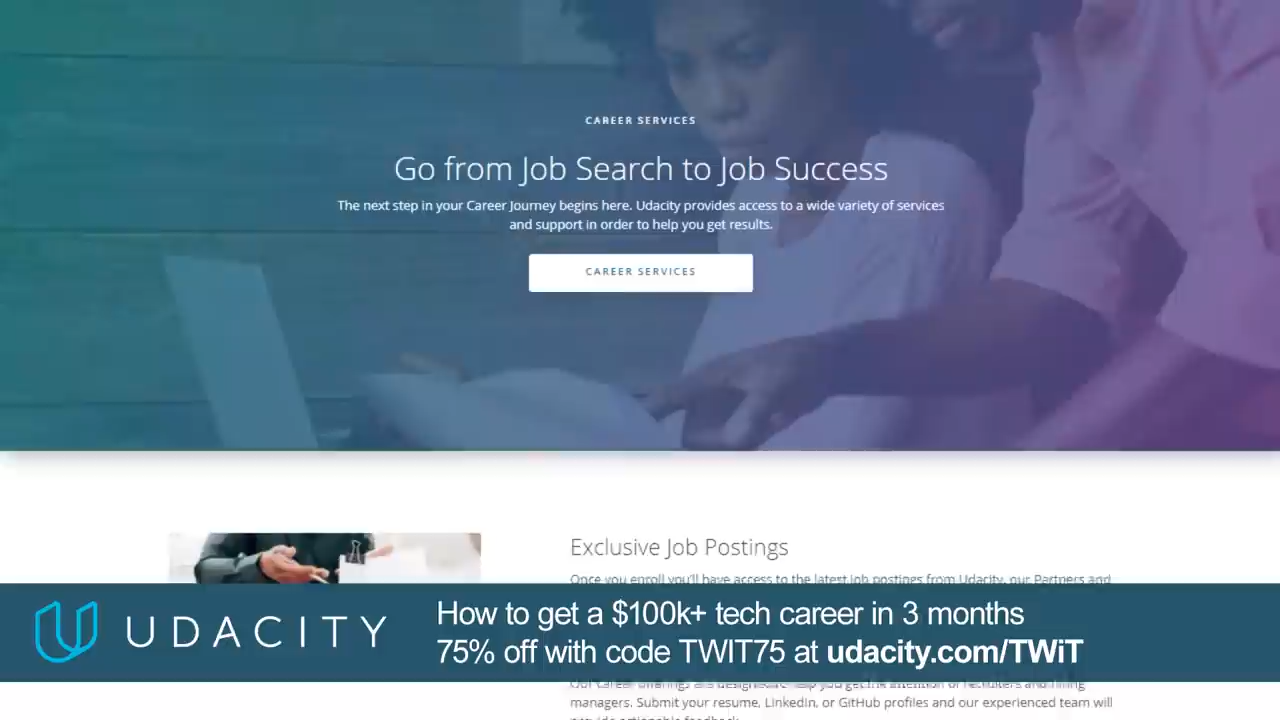 CAREER SERVICES
Go from Job Search to Job Success
The next step in your Career Journey begins here. Udacity provides access to a wide variety of services
and support in order to help you get results.
CAREER SERVICES
Exclusive Job Postings
Once you enroll you'll have access to the latest job postings from Udacity, our Partners and
UDACITY
How to get a $100k+ tech career in 3 months
75% off with code TWIT75 at udacity.com/TWiT
managers. Submit your resume, LinkedIn, or GitHub profiles and our experienced team will